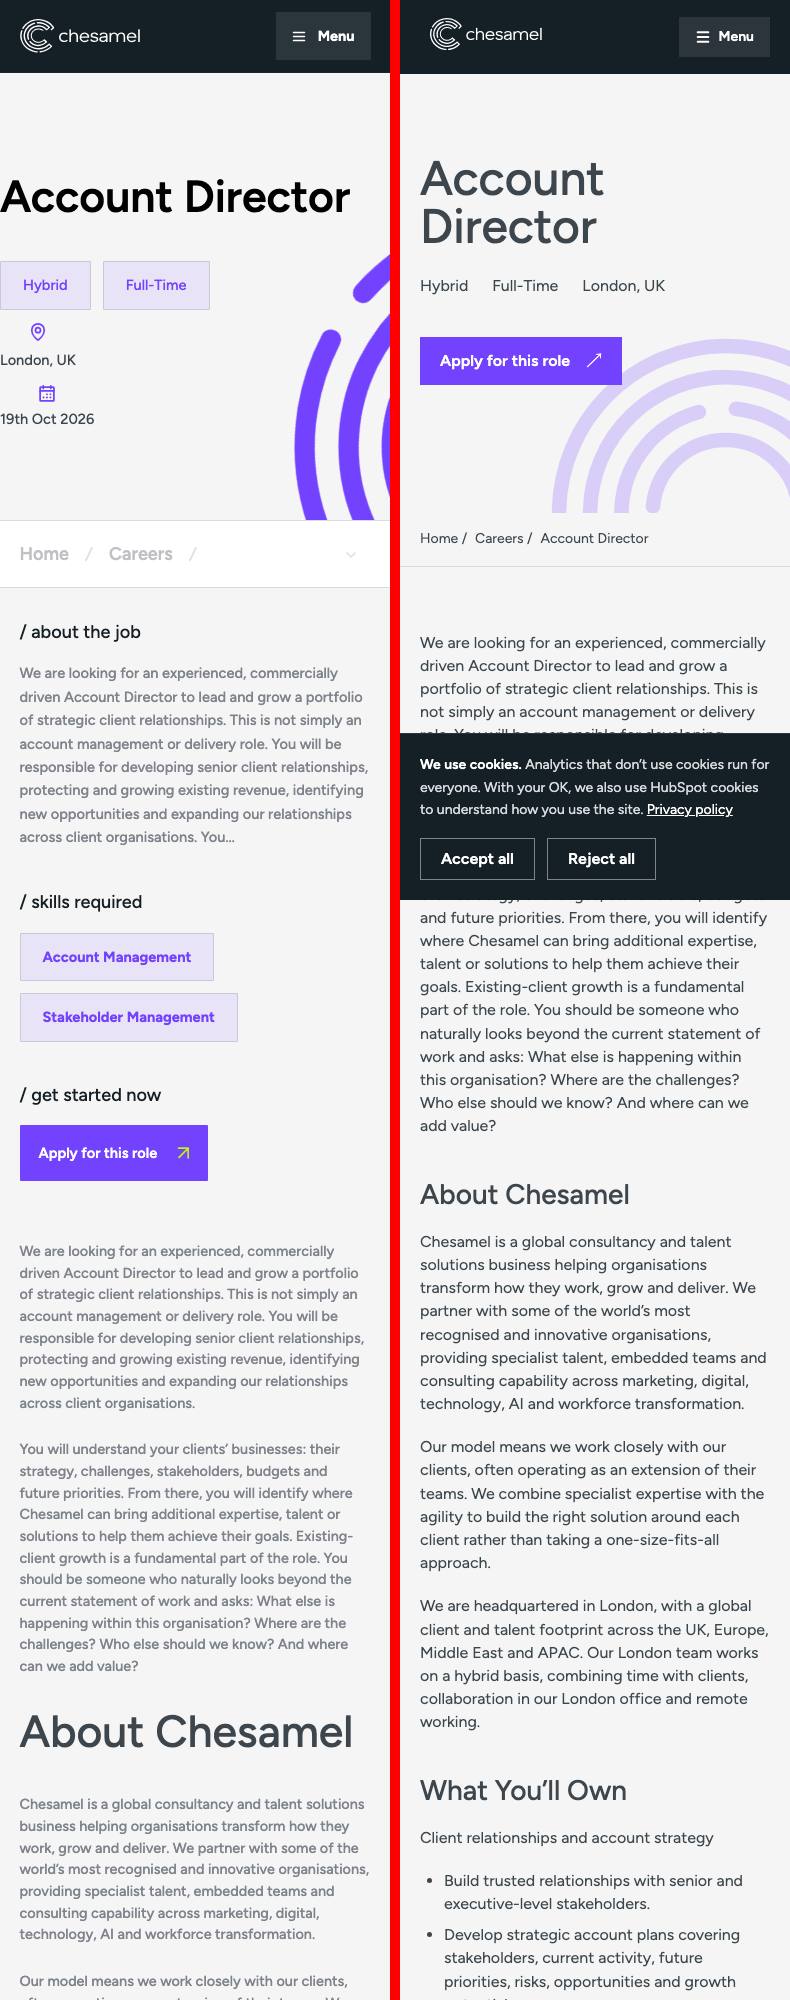 chesamel
Menu
Account Director
Hybrid
Full-Time
London, UK
19th Oct 2026
Home / Careers /
/ about the job
We are looking for an experienced, commercially
driven Account Director to lead and grow a portfolio
of strategic client relationships. This is not simply an
account management or delivery role. You will be
responsible for developing senior client relationships,
protecting and growing existing revenue, identifying
new opportunities and expanding our relationships
across client organisations. You...
/ skills required
Account Management
Stakeholder Management
/ get started now
Apply for this role
We are looking for an experienced, commercially
driven Account Director to lead and grow a portfolio
of strategic client relationships. This is not simply an
account management or delivery role. You will be
responsible for developing senior client relationships,
protecting and growing existing revenue, identifying
new opportunities and expanding our relationships
across client organisations.
You will understand your clients’ businesses: their
strategy, challenges, stakeholders, budgets and
future priorities. From there, you will identify where
Chesamel can bring additional expertise, talent or
solutions to help them achieve their goals. Existing-
client growth is a fundamental part of the role. You
should be someone who naturally looks beyond the
current statement of work and asks: What else is
happening within this organisation? Where are the
challenges? Who else should we know? And where
can we add value?
About Chesamel
Chesamel is a global consultancy and talent solutions
business helping organisations transform how they
work, grow and deliver. We partner with some of the
world’s most recognised and innovative organisations,
providing specialist talent, embedded teams and
consulting capability across marketing, digital,
technology, AI and workforce transformation.
Our model means we work closely with our clients,
chesamel
Menu
Account
Director
Hybrid Full-Time London, UK
Apply for this role
Home / Careers / Account Director
We are looking for an experienced, commercially
driven Account Director to lead and grow a
portfolio of strategic client relationships. This is
not simply an account management or delivery
role. You will be responsible for developing
We use cookies. Analytics that don’t use cookies run for
everyone. With your OK, we also use HubSpot cookies
to understand how you use the site. Privacy policy
Accept all
Reject all
and future priorities. From there, you will identify
where Chesamel can bring additional expertise,
talent or solutions to help them achieve their
goals. Existing-client growth is a fundamental
part of the role. You should be someone who
naturally looks beyond the current statement of
work and asks: What else is happening within
this organisation? Where are the challenges?
Who else should we know? And where can we
add value?
About Chesamel
Chesamel is a global consultancy and talent
solutions business helping organisations
transform how they work, grow and deliver. We
partner with some of the world’s most
recognised and innovative organisations,
providing specialist talent, embedded teams and
consulting capability across marketing, digital,
technology, AI and workforce transformation.
Our model means we work closely with our
clients, often operating as an extension of their
teams. We combine specialist expertise with the
agility to build the right solution around each
client rather than taking a one-size-fits-all
approach.
We are headquartered in London, with a global
client and talent footprint across the UK, Europe,
Middle East and APAC. Our London team works
on a hybrid basis, combining time with clients,
collaboration in our London office and remote
working.
What You’ll Own
Client relationships and account strategy
• Build trusted relationships with senior and
executive-level stakeholders.
• Develop strategic account plans covering
stakeholders, current activity, future
priorities, risks, opportunities and growth